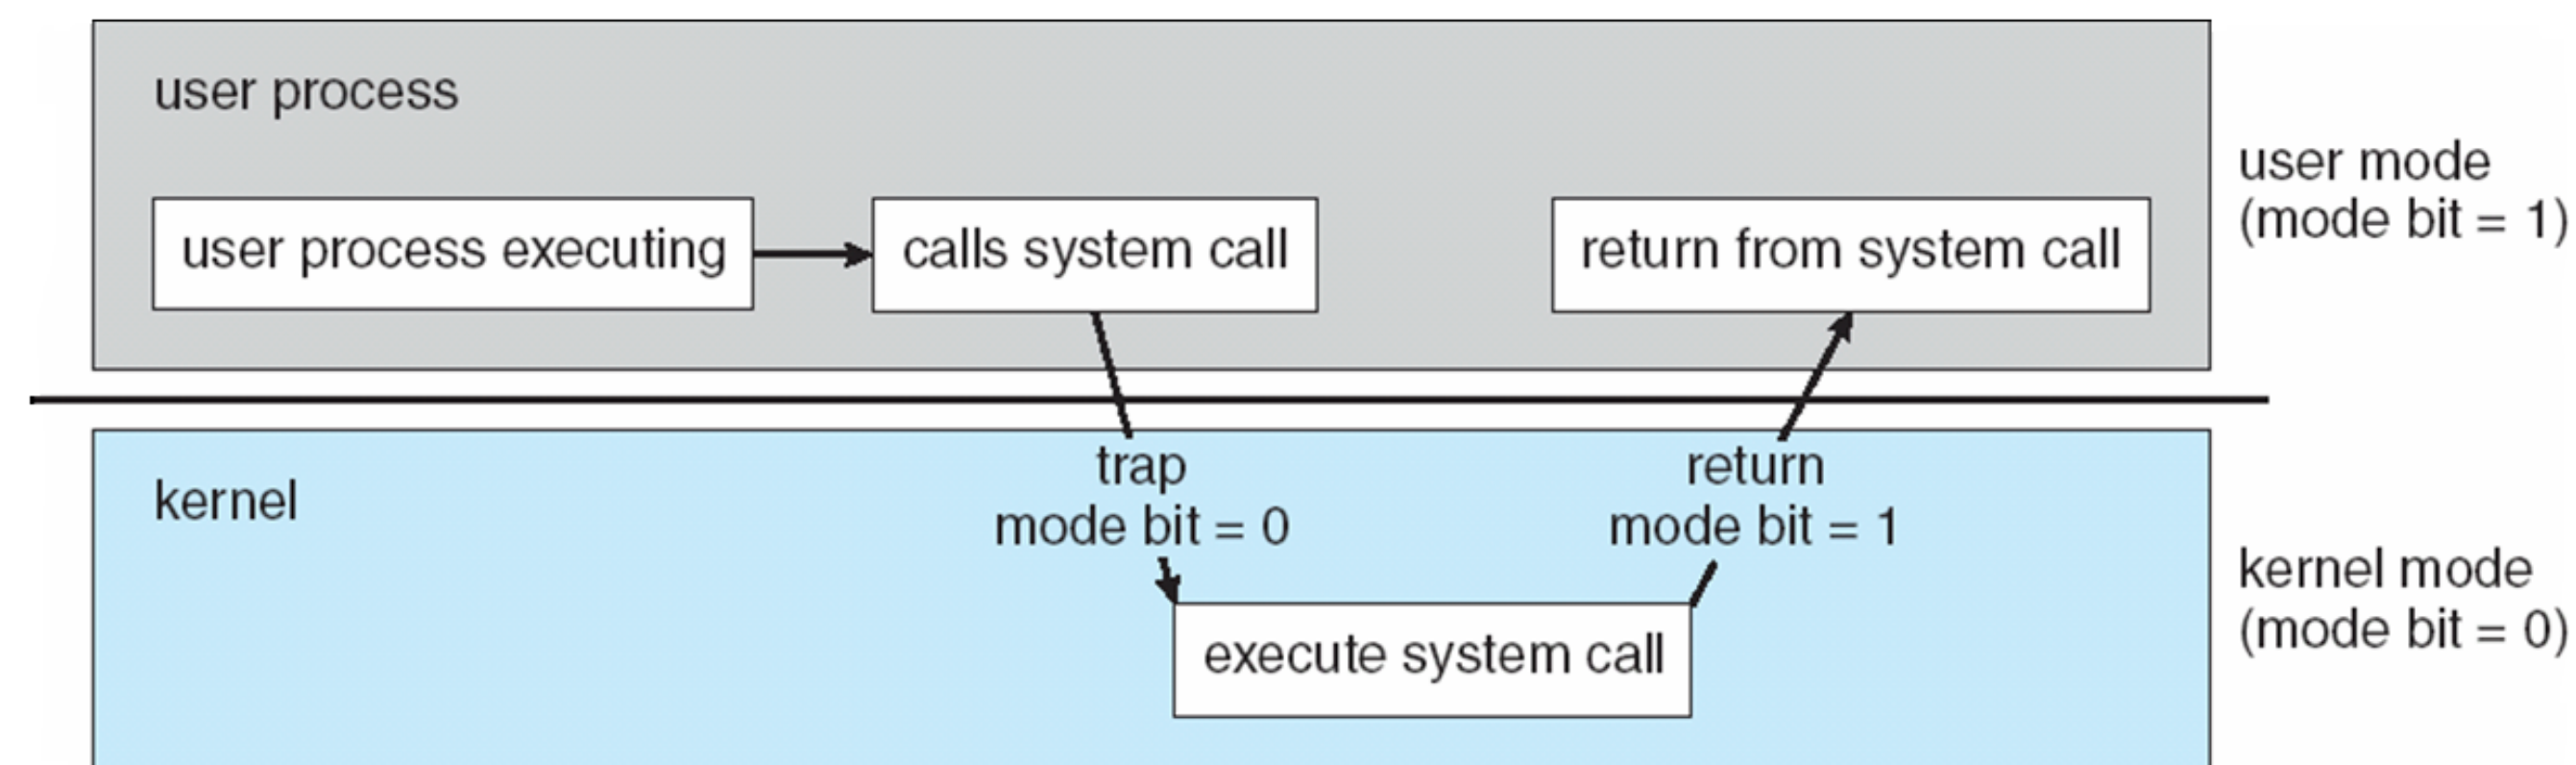 user process
user mode
(mode bit = 1)
user process executing
calls system call
return from system call
kernel
trap
mode bit = 0
return
mode bit = 1
kernel mode
(mode bit = 0)
execute system call